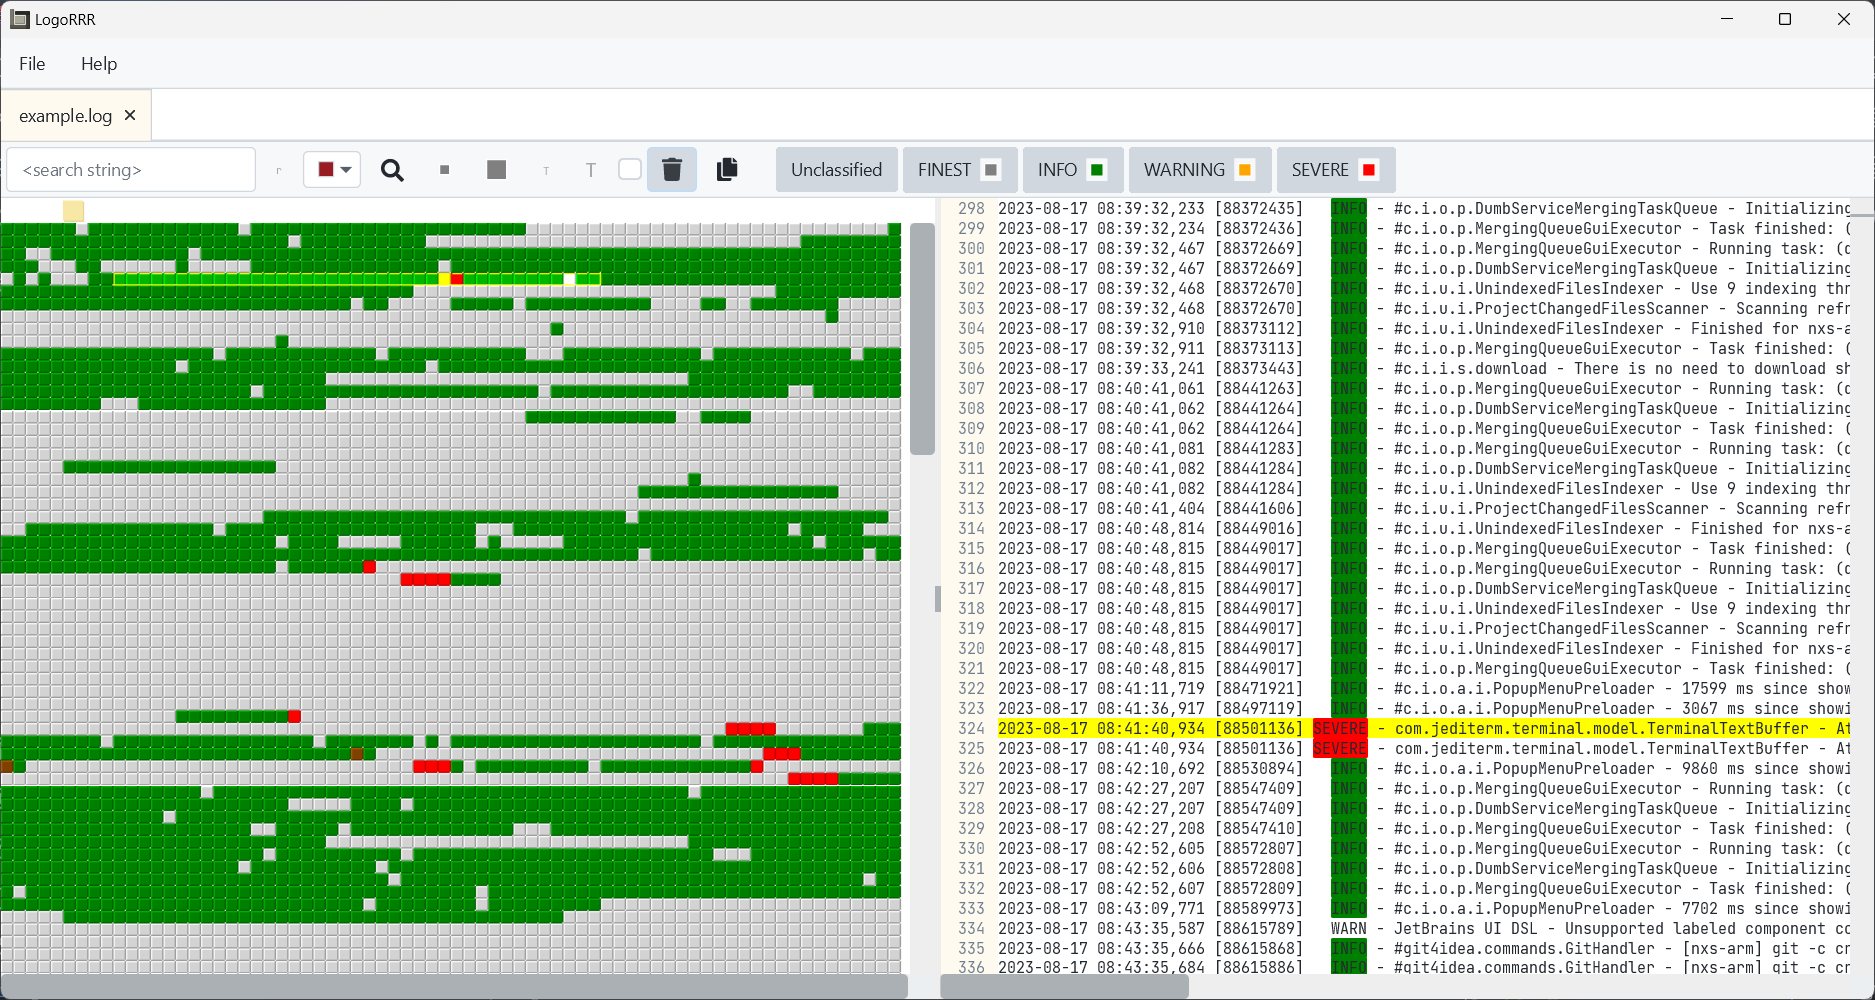 LogoRRR
File Help
example.log
<search string> r T T Unclassified FINEST INFO WARNING SEVERE
298 2023-08-17 08:39:32,233 [88372435] INFO - #c.i.o.p.DumbServiceMergingTaskQueue - Initializing
299 2023-08-17 08:39:32,234 [88372436] INFO - #c.i.o.p.MergingQueueGuiExecutor - Task finished: (
300 2023-08-17 08:39:32,467 [88372669] INFO - #c.i.o.p.MergingQueueGuiExecutor - Running task: (
301 2023-08-17 08:39:32,467 [88372669] INFO - #c.i.o.p.DumbServiceMergingTaskQueue - Initializing
302 2023-08-17 08:39:32,468 [88372670] INFO - #c.i.u.i.UnindexedFilesIndexer - Use 9 indexing thr
303 2023-08-17 08:39:32,468 [88372670] INFO - #c.i.u.i.ProjectChangedFilesScanner - Scanning refr
304 2023-08-17 08:39:32,910 [88373112] INFO - #c.i.u.i.UnindexedFilesIndexer - Finished for nxs-a
305 2023-08-17 08:39:32,911 [88373113] INFO - #c.i.o.p.MergingQueueGuiExecutor - Task finished: (
306 2023-08-17 08:39:33,241 [88373443] INFO - #c.i.i.s.download - There is no need to download sh
307 2023-08-17 08:40:41,061 [88441263] INFO - #c.i.o.p.MergingQueueGuiExecutor - Running task: (
308 2023-08-17 08:40:41,062 [88441264] INFO - #c.i.o.p.DumbServiceMergingTaskQueue - Initializing
309 2023-08-17 08:40:41,062 [88441264] INFO - #c.i.o.p.MergingQueueGuiExecutor - Task finished: (
310 2023-08-17 08:40:41,081 [88441283] INFO - #c.i.o.p.MergingQueueGuiExecutor - Running task: (
311 2023-08-17 08:40:41,082 [88441284] INFO - #c.i.o.p.DumbServiceMergingTaskQueue - Initializing
312 2023-08-17 08:40:41,082 [88441284] INFO - #c.i.u.i.UnindexedFilesIndexer - Use 9 indexing thr
313 2023-08-17 08:40:41,404 [88441606] INFO - #c.i.u.i.ProjectChangedFilesScanner - Scanning refr
314 2023-08-17 08:40:48,814 [88449016] INFO - #c.i.u.i.UnindexedFilesIndexer - Finished for nxs-a
315 2023-08-17 08:40:48,815 [88449017] INFO - #c.i.o.p.MergingQueueGuiExecutor - Task finished: (
316 2023-08-17 08:40:48,815 [88449017] INFO - #c.i.o.p.MergingQueueGuiExecutor - Running task: (
317 2023-08-17 08:40:48,815 [88449017] INFO - #c.i.o.p.DumbServiceMergingTaskQueue - Initializing
318 2023-08-17 08:40:48,815 [88449017] INFO - #c.i.u.i.UnindexedFilesIndexer - Use 9 indexing thr
319 2023-08-17 08:40:48,815 [88449017] INFO - #c.i.u.i.ProjectChangedFilesScanner - Scanning refr
320 2023-08-17 08:40:48,815 [88449017] INFO - #c.i.u.i.UnindexedFilesIndexer - Finished for nxs-a
321 2023-08-17 08:40:48,815 [88449017] INFO - #c.i.o.p.MergingQueueGuiExecutor - Task finished: (
322 2023-08-17 08:41:11,719 [88471921] INFO - #c.i.o.a.i.PopupMenuPreloader - 17599 ms since show
323 2023-08-17 08:41:36,917 [88497119] INFO - #c.i.o.a.i.PopupMenuPreloader - 3067 ms since showi
324 2023-08-17 08:41:40,934 [88501136] SEVERE - com.jediterm.terminal.model.TerminalTextBuffer - At
325 2023-08-17 08:41:40,934 [88501136] SEVERE - com.jediterm.terminal.model.TerminalTextBuffer - At
326 2023-08-17 08:42:10,692 [88530894] INFO - #c.i.o.a.i.PopupMenuPreloader - 9860 ms since showi
327 2023-08-17 08:42:27,207 [88547409] INFO - #c.i.o.p.MergingQueueGuiExecutor - Running task: (
328 2023-08-17 08:42:27,207 [88547409] INFO - #c.i.o.p.DumbServiceMergingTaskQueue - Initializing
329 2023-08-17 08:42:27,208 [88547410] INFO - #c.i.o.p.MergingQueueGuiExecutor - Task finished: (
330 2023-08-17 08:42:52,605 [88572807] INFO - #c.i.o.p.MergingQueueGuiExecutor - Running task: (
331 2023-08-17 08:42:52,606 [88572808] INFO - #c.i.o.p.DumbServiceMergingTaskQueue - Initializing
332 2023-08-17 08:42:52,607 [88572809] INFO - #c.i.o.p.MergingQueueGuiExecutor - Task finished: (
333 2023-08-17 08:43:09,771 [88589973] INFO - #c.i.o.a.i.PopupMenuPreloader - 7702 ms since showi
334 2023-08-17 08:43:35,587 [88615789] WARN - JetBrains UI DSL - Unsupported labeled component co
335 2023-08-17 08:43:35,666 [88615868] INFO - #git4idea.commands.GitHandler - [nxs-arm] git -c cr
336 2023-08-17 08:43:35,684 [88615886] INFO - #git4idea.commands.GitHandler - [nxs-arm] git -c cr